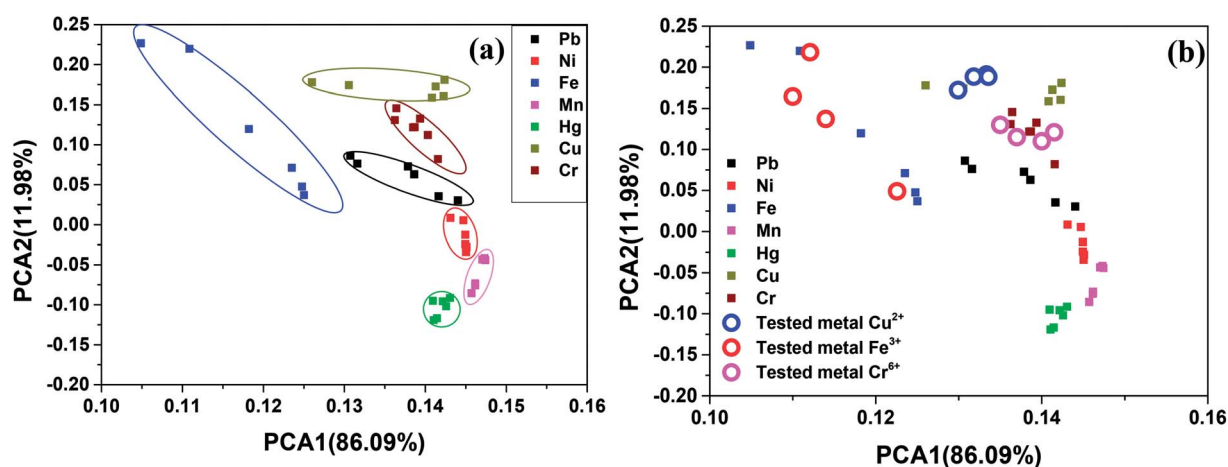 (a)
0.25
0.20
0.15
0.10
0.05
0.00
-0.05
-0.10
-0.15
-0.20
PCA2(11.98%)
0.10 0.11 0.12 0.13 0.14 0.15 0.16
PCA1(86.09%)
Pb
Ni
Fe
Mn
Hg
Cu
Cr
(b)
0.25
0.20
0.15
0.10
0.05
0.00
-0.05
-0.10
-0.15
-0.20
PCA2(11.98%)
0.10 0.12 0.14 0.16
PCA1(86.09%)
Pb
Ni
Fe
Mn
Hg
Cu
Cr
Tested metal Cu²⁺
Tested metal Fe³⁺
Tested metal Cr⁶⁺